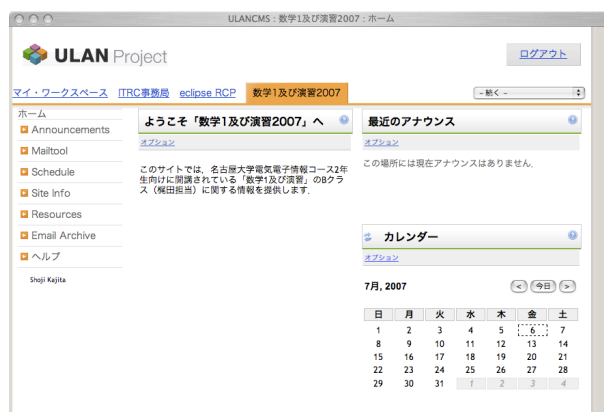 ULANCMS : 数学1及び演習2007 : ホーム
ULAN Project
ログアウト
マイ・ワークスペース ITRC事務局 eclipse RCP 数学1及び演習2007 - 続く -
ホーム
Announcements
Mailtool
Schedule
Site Info
Resources
Email Archive
ヘルプ
Shoji Kajita
ようこそ「数学1及び演習2007」へ
オプション
このサイトでは，名古屋大学電気電子情報コース2年
生向けに開講されている「数学1及び演習」のBクラ
ス（梶田担当）に関する情報を提供します．
最近のアナウンス
オプション
この場所には現在アナウンスはありません.
カレンダー
オプション
7月, 2007 < 今日 >
日 月 火 水 木 金 土
1 2 3 4 5 6 7
8 9 10 11 12 13 14
15 16 17 18 19 20 21
22 23 24 25 26 27 28
29 30 31 1 2 3 4